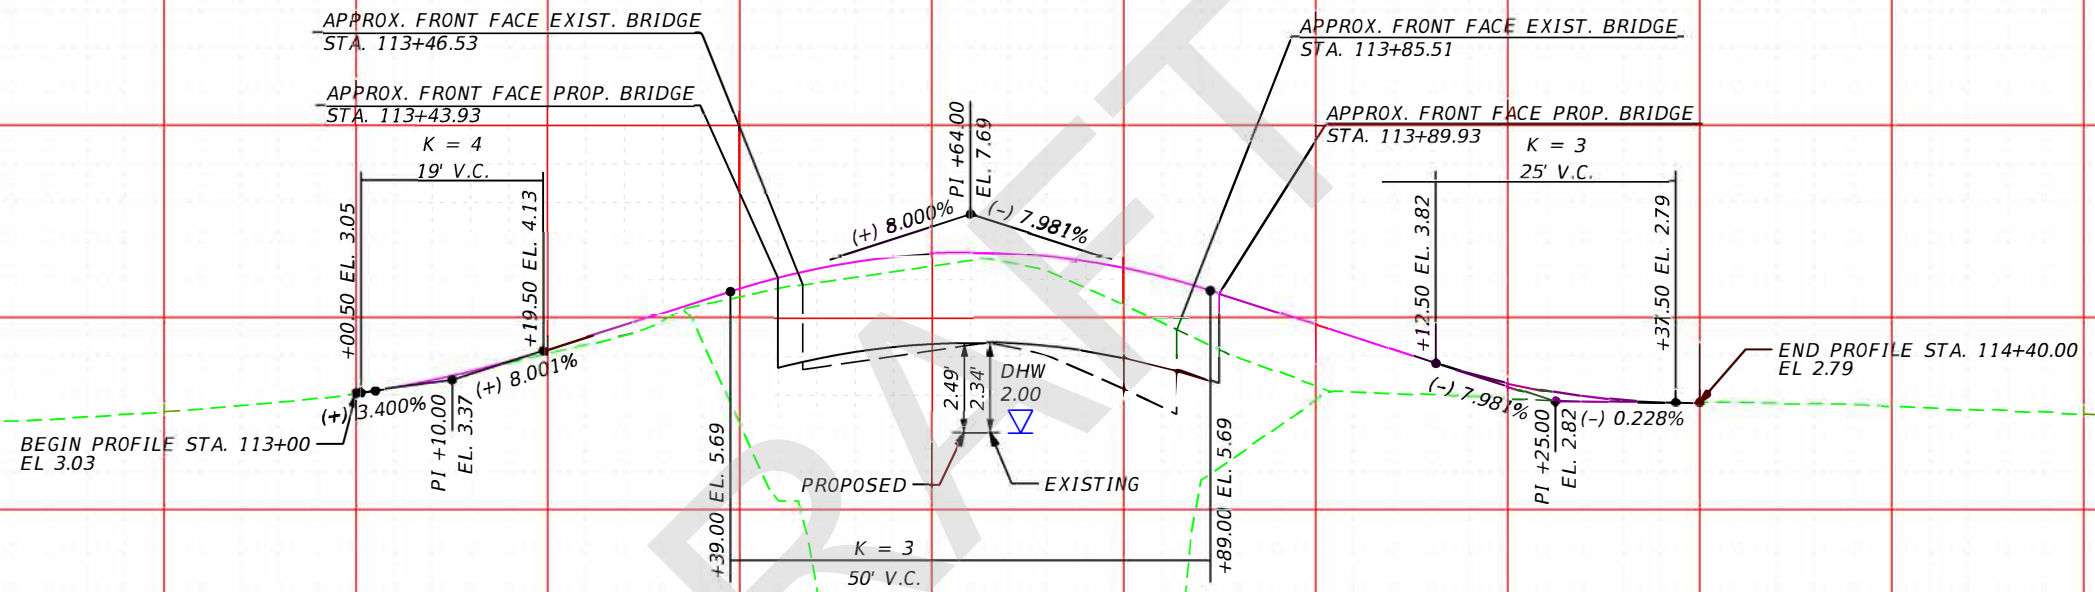 APPROX. FRONT FACE EXIST. BRIDGE
STA. 113+46.53
APPROX. FRONT FACE PROP. BRIDGE
STA. 113+43.93
K = 4
19' V.C.
+00.50 EL. 3.05
+19.50 EL. 4.13
(+) 3.400%
(+) 8.001%
PI +10.00
EL. 3.37
BEGIN PROFILE STA. 113+00
EL 3.03
PI +64.00
EL. 7.69
(+) 8.000%
(-) 7.981%
2.49'
2.34'
DHW
2.00
PROPOSED
EXISTING
+39.00 EL. 5.69
+89.00 EL. 5.69
K = 3
50' V.C.
APPROX. FRONT FACE EXIST. BRIDGE
STA. 113+85.51
APPROX. FRONT FACE PROP. BRIDGE
STA. 113+89.93
K = 3
25' V.C.
+12.50 EL. 3.82
+37.50 EL. 2.79
(-) 7.981%
(-) 0.228%
PI +25.00
EL. 2.82
END PROFILE STA. 114+40.00
EL 2.79
RAFT